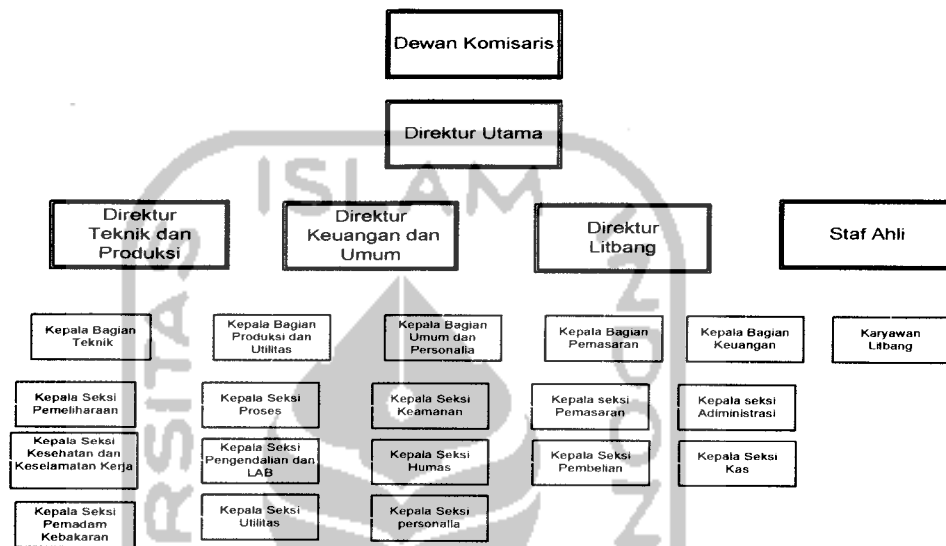 Dewan Komisaris
Direktur Utama
Direktur
Teknik dan
Produksi
Direktur
Keuangan dan
Umum
Direktur
Litbang
Staf Ahli
Kepala Bagian
Teknik
Kepala Bagian
Produksi dan
Utilitas
Kepala Bagian
Umum dan
Personalia
Kepala Bagian
Pemasaran
Kepala Bagian
Keuangan
Karyawan
Litbang
Kepala Seksi
Pemeliharaan
Kepala Seksi
Proses
Kepala Seksi
Keamanan
Kepala seksi
Pemasaran
Kepala seksi
Adiministrasi
Kepala Seksi
Kesehatan dan
Keselamatan Kerja
Kepala Seksi
Pengendalian dan
LAB
Kepala Seksi
Humas
Kepala Seksi
Pembelian
Kepala Seksi
Kas
Kepala Seksi
Pemadam
Kebakaran
Kepala Seksi
Utilitas
Kepala Seksi
personalia
ISLAM